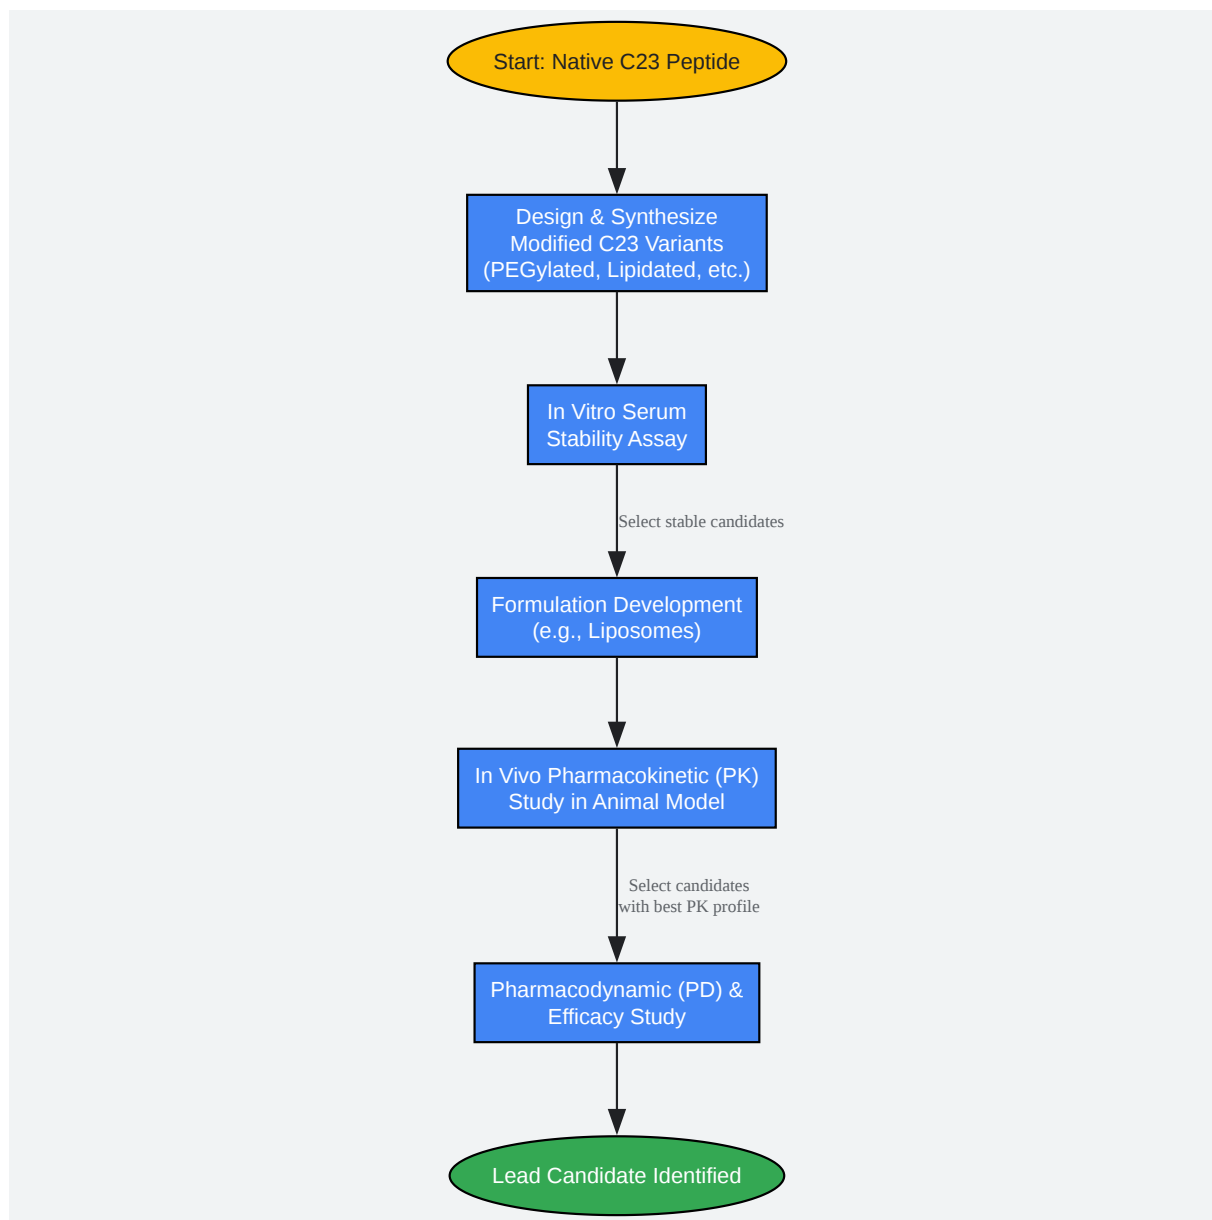 Start: Native C23 Peptide
Design & Synthesize
Modified C23 Variants
(PEGylated, Lipidated, etc.)
In Vitro Serum
Stability Assay
Select stable candidates
Formulation Development
(e.g., Liposomes)
In Vivo Pharmacokinetic (PK)
Study in Animal Model
Select candidates
with best PK profile
Pharmacodynamic (PD) &
Efficacy Study
Lead Candidate Identified